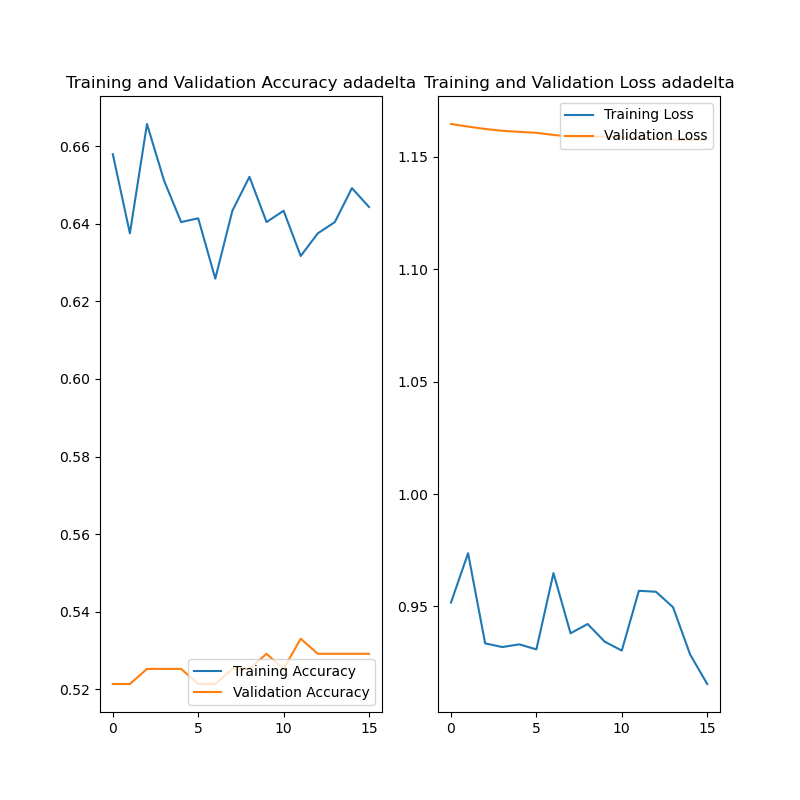 Training and Validation Accuracy adadelta
0.66
0.64
0.62
0.60
0.58
0.56
0.54
0.52
Training Accuracy
Validation Accuracy
0 5 10 15
Training and Validation Loss adadelta
Training Loss
Validation Loss
1.15
1.10
1.05
1.00
0.95
0 5 10 15